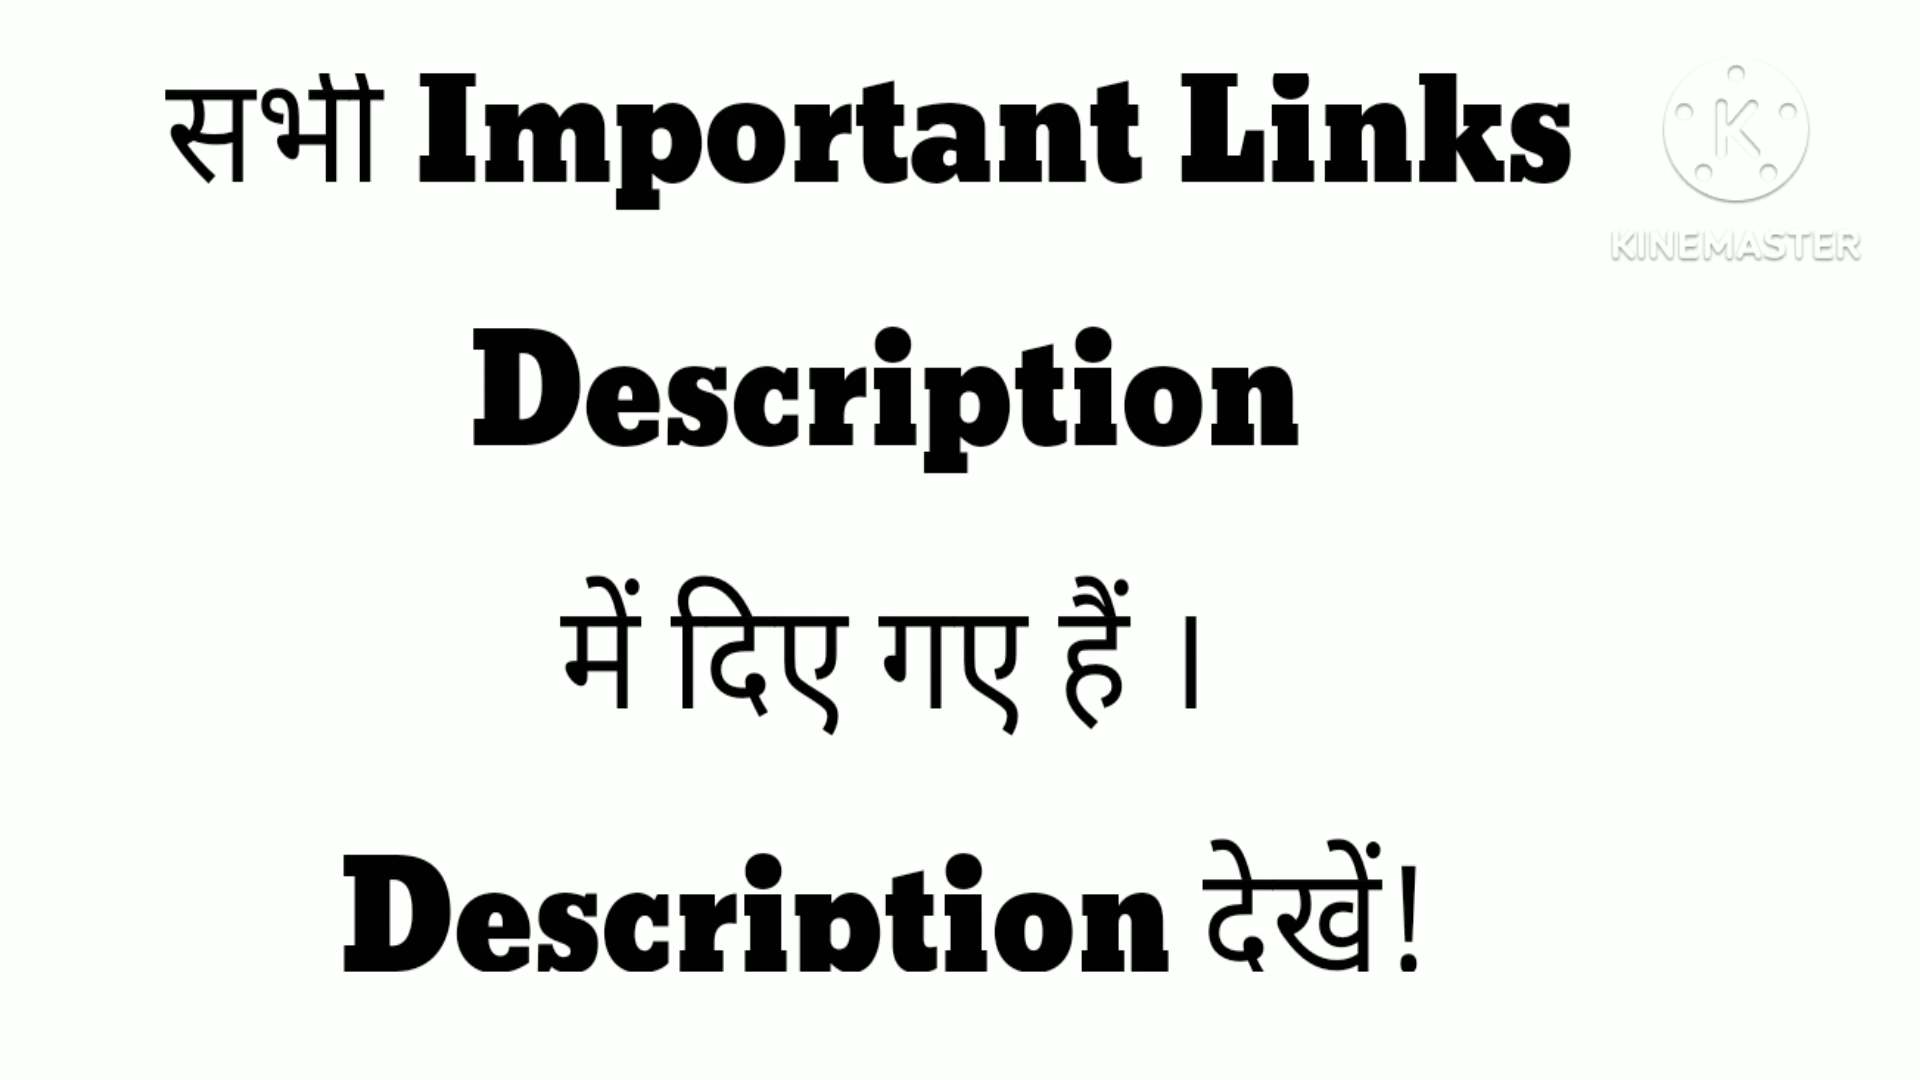 सभी Important Links
KINEMASTER
Description
में दिए गए हैं ।
Description देखें!